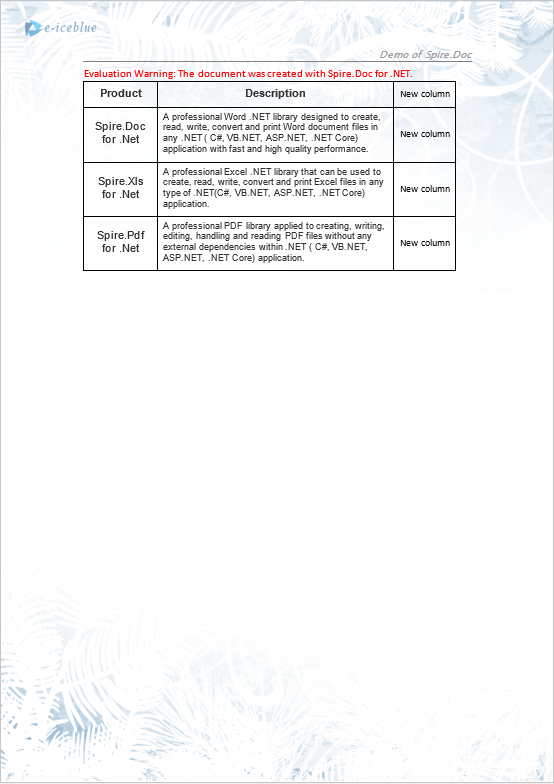 e-iceblue
Demo of Spire.Doc
Evaluation Warning: The document was created with Spire.Doc for .NET.
Product
Description
New column
Spire.Doc
for .Net
A professional Word .NET library designed to create,
read, write, convert and print Word document files in
any .NET ( C#, VB.NET, ASP.NET, .NET Core)
application with fast and high quality performance.
New column
Spire.Xls
for .Net
A professional Excel .NET library that can be used to
create, read, write, convert and print Excel files in any
type of .NET(C#, VB.NET, ASP.NET, .NET Core)
application.
New column
Spire.Pdf
for .Net
A professional PDF library applied to creating, writing,
editing, handling and reading PDF files without any
external dependencies within .NET ( C#, VB.NET,
ASP.NET, .NET Core) application.
New column